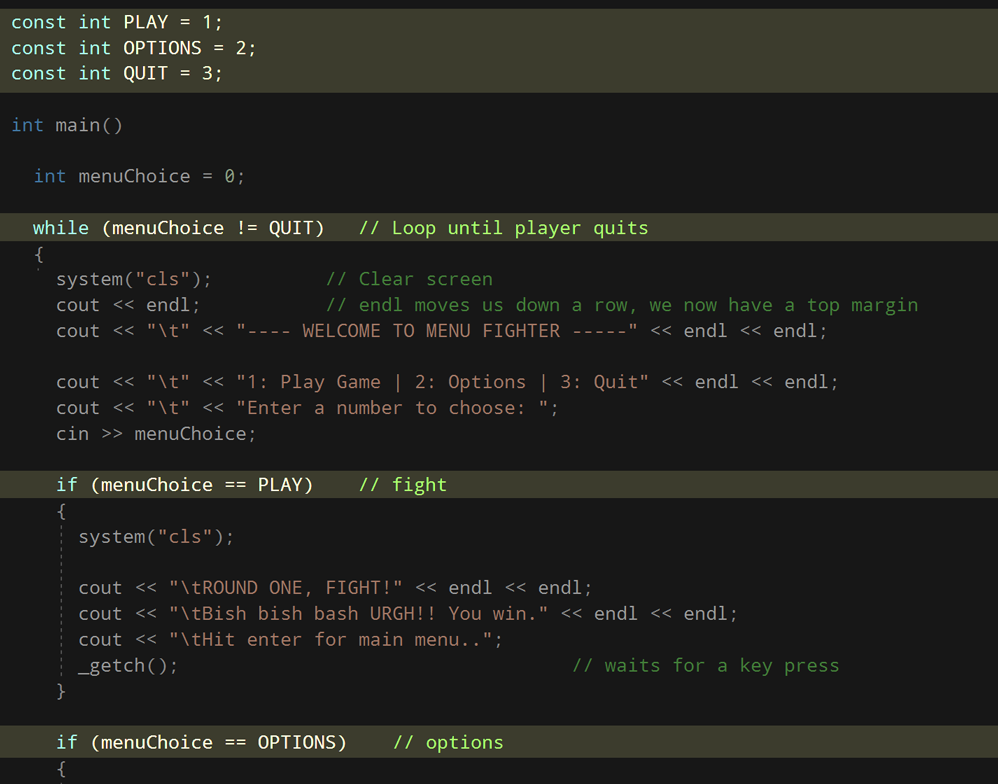 const int PLAY = 1;
const int OPTIONS = 2;
const int QUIT = 3;
int main()
int menuChoice = 0;
while (menuChoice != QUIT)   // Loop until player quits
{
system("cls");          // Clear screen
cout << endl;           // endl moves us down a row, we now have a top margin
cout << "\t" << "---- WELCOME TO MENU FIGHTER -----" << endl << endl;
cout << "\t" << "1: Play Game | 2: Options | 3: Quit" << endl << endl;
cout << "\t" << "Enter a number to choose: ";
cin >> menuChoice;
if (menuChoice == PLAY)    // fight
{
system("cls");
cout << "\tROUND ONE, FIGHT!" << endl << endl;
cout << "\tBish bish bash URGH!! You win." << endl << endl;
cout << "\tHit enter for main menu..";
_getch();                                   // waits for a key press
}
if (menuChoice == OPTIONS)    // options
{